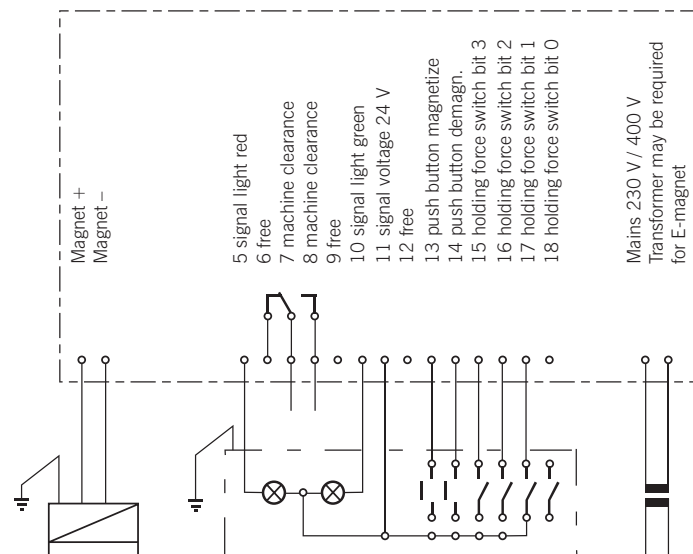 Magnet +
Magnet –
5 signal light red
6 free
7 machine clearance
8 machine clearance
9 free
10 signal light green
11 signal voltage 24 V
12 free
13 push button magnetize
14 push button demagn.
15 holding force switch bit 3
16 holding force switch bit 2
17 holding force switch bit 1
18 holding force switch bit 0
Mains 230 V / 400 V
Transformer may be required
for E-magnet